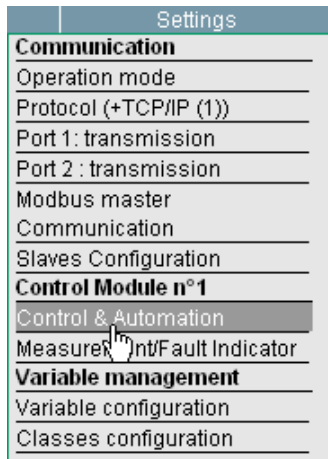 Settings
Communication
Operation mode
Protocol (+TCP/IP (1))
Port 1: transmission
Port 2 : transmission
Modbus master
Communication
Slaves Configuration
Control Module n°1
Control & Automation
Measurement/Fault Indicator
Variable management
Variable configuration
Classes configuration